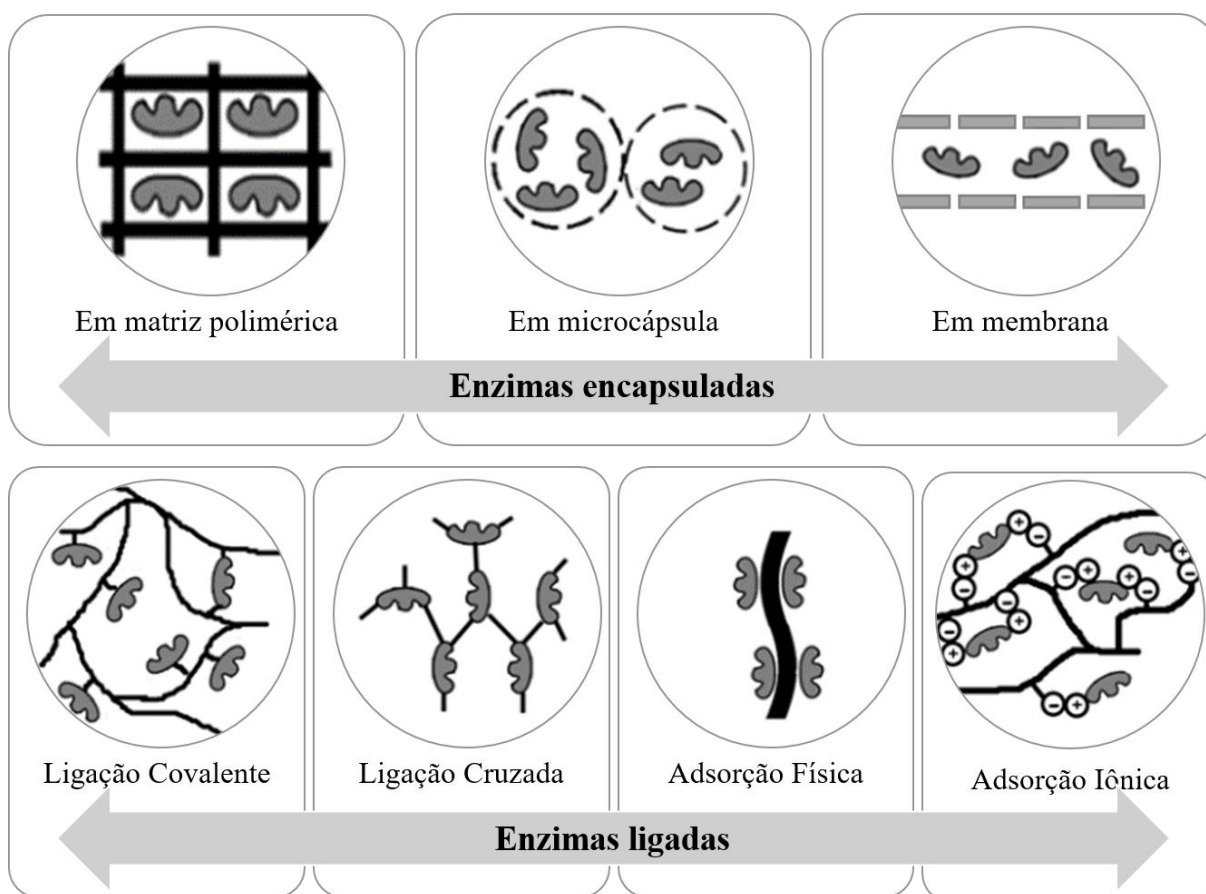 Em matriz polimérica
Em microcápsula
Em membrana
Enzimas encapsuladas
Ligação Covalente
Ligação Cruzada
Adsorção Física
Adsorção Iônica
Enzimas ligadas